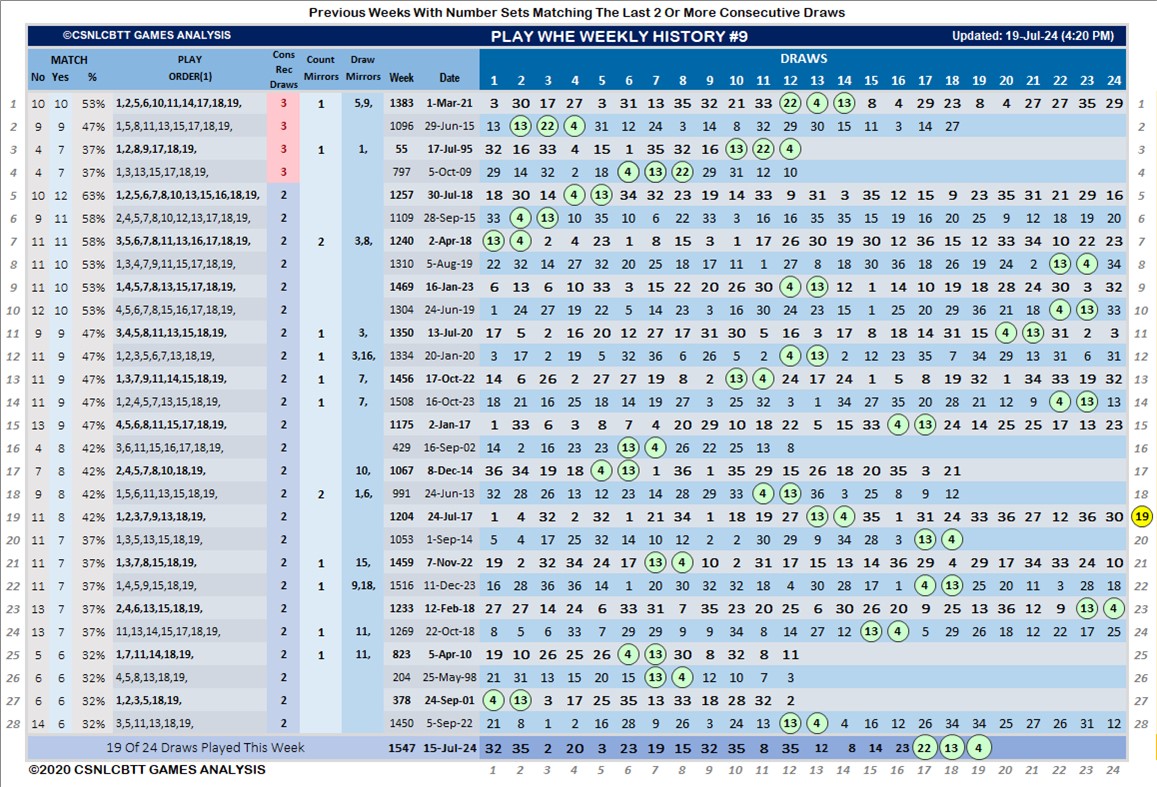 Previous Weeks With Number Sets Matching The Last 2 Or More Consecutive Draws
©CSNLCBTT GAMES ANALYSIS PLAY WHE WEEKLY HISTORY #9 Updated: 19-Jul-24 (4:20 PM)
MATCH PLAY Cons Count Draw DRAWS
No Yes % ORDER(1) Rec Draws Mirrors Mirrors Week Date 1 2 3 4 5 6 7 8 9 10 11 12 13 14 15 16 17 18 19 20 21 22 23 24
1 10 10 53% 1,2,5,6,10,11,14,17,18,19, 3 1 5,9, 1383 1-Mar-21 3 30 17 27 3 31 13 35 32 21 33 22 4 13 8 4 29 23 8 4 27 27 35 29 1
2 9 9 47% 1,5,8,11,13,15,17,18,19, 3 1096 29-Jun-15 13 13 22 4 31 12 24 3 14 8 32 29 30 15 11 3 14 27 2
3 4 7 37% 1,2,8,9,17,18,19, 3 1 1, 55 17-Jul-95 32 16 33 4 15 1 35 32 16 10 22 4 3
4 4 7 37% 1,3,13,15,17,18,19, 3 797 5-Oct-09 29 14 32 2 18 4 13 22 29 31 12 10 4
5 10 12 63% 1,2,5,6,7,8,10,13,15,16,18,19, 2 1257 30-Jul-18 18 30 14 4 13 34 32 23 19 14 33 9 31 3 35 12 15 9 23 35 31 21 29 16 5
6 9 11 58% 2,4,5,7,8,10,12,13,17,18,19, 2 1109 28-Sep-15 33 4 13 10 35 10 6 22 33 3 16 16 35 35 15 19 16 20 25 9 12 18 19 20 6
7 11 11 58% 3,5,6,7,8,11,13,16,17,18,19, 2 2 3,8, 1240 2-Apr-18 13 4 2 4 23 1 8 15 3 1 17 26 30 19 30 12 36 15 12 33 34 10 22 23 7
8 11 10 53% 1,3,4,7,9,11,15,17,18,19, 2 1310 5-Aug-19 22 32 14 27 32 20 25 18 17 11 1 27 8 18 30 36 18 26 19 24 2 13 4 34 8
9 11 10 53% 1,4,5,7,8,13,15,17,18,19, 2 1469 16-Jan-23 6 13 6 10 33 3 15 22 20 26 30 4 13 12 1 14 10 19 18 28 24 30 3 32 9
10 12 10 53% 4,5,6,7,8,15,16,17,18,19, 2 1304 24-Jun-19 1 24 27 19 22 5 14 23 3 16 30 24 23 15 1 25 20 29 36 21 18 4 13 33 10
11 9 9 47% 3,4,5,8,11,13,15,18,19, 2 1 3, 1350 13-Jul-20 17 5 2 16 20 12 27 17 31 30 5 16 3 17 8 18 14 31 15 4 13 31 2 3 11
12 11 9 47% 1,2,3,5,6,7,13,18,19, 2 1 3,16, 1334 20-Jan-20 3 17 2 19 5 32 36 6 26 5 2 4 13 2 12 23 35 7 34 29 13 31 6 31 12
13 11 9 47% 1,3,7,9,11,14,15,18,19, 2 1 7, 1456 17-Oct-22 14 6 26 2 27 27 19 8 2 13 4 24 17 24 1 5 8 19 32 1 34 33 19 32 13
14 11 9 47% 1,2,4,5,7,13,15,18,19, 2 1 7, 1508 16-Oct-23 18 21 16 25 18 14 19 27 3 25 32 3 1 34 27 35 20 28 21 12 9 4 13 13 14
15 13 9 47% 4,5,6,8,11,15,17,18,19, 2 1175 2-Jan-17 1 33 6 3 8 7 4 20 29 10 18 22 5 15 33 4 13 24 14 25 25 17 13 23 15
16 4 8 42% 3,6,11,15,16,17,18,19, 2 429 16-Sep-02 14 2 16 23 23 13 4 26 22 25 13 8 16
17 7 8 42% 2,4,5,7,8,10,18,19, 2 10, 1067 8-Dec-14 36 34 19 18 4 13 1 36 1 35 29 15 26 18 20 35 3 21 17
18 9 8 42% 1,5,6,11,13,15,18,19, 2 2 1,6, 991 24-Jun-13 32 28 26 13 12 23 14 28 29 33 4 13 36 3 25 8 9 12 18
19 11 8 42% 1,2,3,7,9,13,18,19, 2 1204 24-Jul-17 1 4 32 2 32 1 21 34 1 18 19 27 13 4 35 1 31 24 33 36 27 12 36 30 19
20 11 7 37% 1,3,5,13,15,18,19, 2 1053 1-Sep-14 5 4 17 25 32 14 10 12 2 2 30 29 9 34 28 3 13 4 20
21 11 7 37% 1,3,7,8,15,18,19, 2 1 15, 1459 7-Nov-22 19 2 32 34 24 17 13 4 10 2 31 17 15 13 14 36 29 4 29 17 34 33 24 10 21
22 11 7 37% 1,4,5,9,15,18,19, 2 1 9,18, 1516 11-Dec-23 16 28 36 36 14 1 20 30 32 32 18 4 30 28 17 1 4 13 25 20 11 3 28 18 22
23 13 7 37% 2,4,6,13,15,18,19, 2 1233 12-Feb-18 27 27 14 24 6 33 31 7 35 23 20 25 6 30 26 20 9 25 13 36 12 9 13 4 23
24 13 7 37% 11,13,14,15,17,18,19, 2 1 11, 1269 22-Oct-18 8 5 6 33 7 29 29 9 9 34 8 14 27 12 13 4 5 29 26 18 12 22 17 25 24
25 5 6 32% 1,7,11,14,18,19, 2 1 11, 823 5-Apr-10 19 10 26 25 26 4 13 30 8 32 8 11 25
26 6 6 32% 4,5,8,13,18,19, 2 204 25-May-98 21 31 13 15 20 15 13 4 12 10 32 3 26
27 6 6 32% 1,2,3,5,18,19, 2 378 24-Sep-01 4 13 3 17 25 35 13 33 18 28 32 2 27
28 14 6 32% 3,5,11,13,18,19, 2 1450 5-Sep-22 21 8 1 2 16 28 9 26 3 24 13 13 4 4 16 12 26 34 34 25 27 26 31 12 28
19 Of 24 Draws Played This Week 1547 15-Jul-24 32 35 2 20 3 23 19 15 32 35 8 35 12 8 14 23 22 13 4
©2020 CSNLCBTT GAMES ANALYSIS 1 2 3 4 5 6 7 8 9 10 11 12 13 14 15 16 17 18 19 20 21 22 23 24